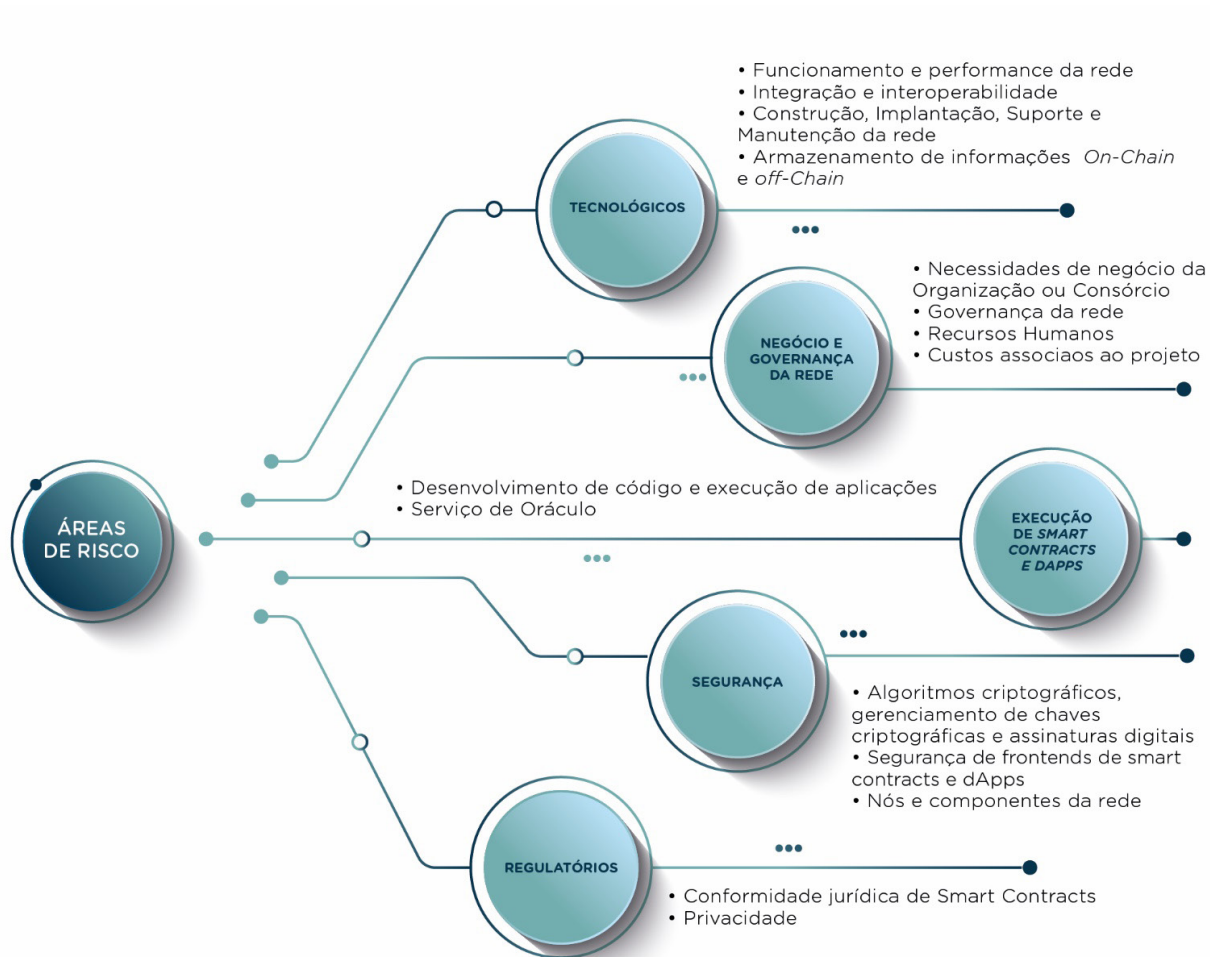 • Funcionamento e performance da rede
• Integração e interoperabilidade
• Construção, Implantação, Suporte e
Manutenção da rede
• Armazenamento de informações On-Chain
e off-Chain
TECNOLÓGICOS
• Necessidades de negócio da
Organização ou Consórcio
• Governança da rede
• Recursos Humanos
• Custos associaos ao projeto
NEGÓCIO E
GOVERNANÇA
DA REDE
• Desenvolvimento de código e execução de aplicações
• Serviço de Oráculo
EXECUÇÃO
DE SMART
CONTRACTS
E DAPPS
ÁREAS
DE RISCO
SEGURANÇA
• Algoritmos criptográficos,
gerenciamento de chaves
criptográficas e assinaturas digitais
• Segurança de frontends de smart
contracts e dApps
• Nós e componentes da rede
REGULATÓRIOS
• Conformidade jurídica de Smart Contracts
• Privacidade